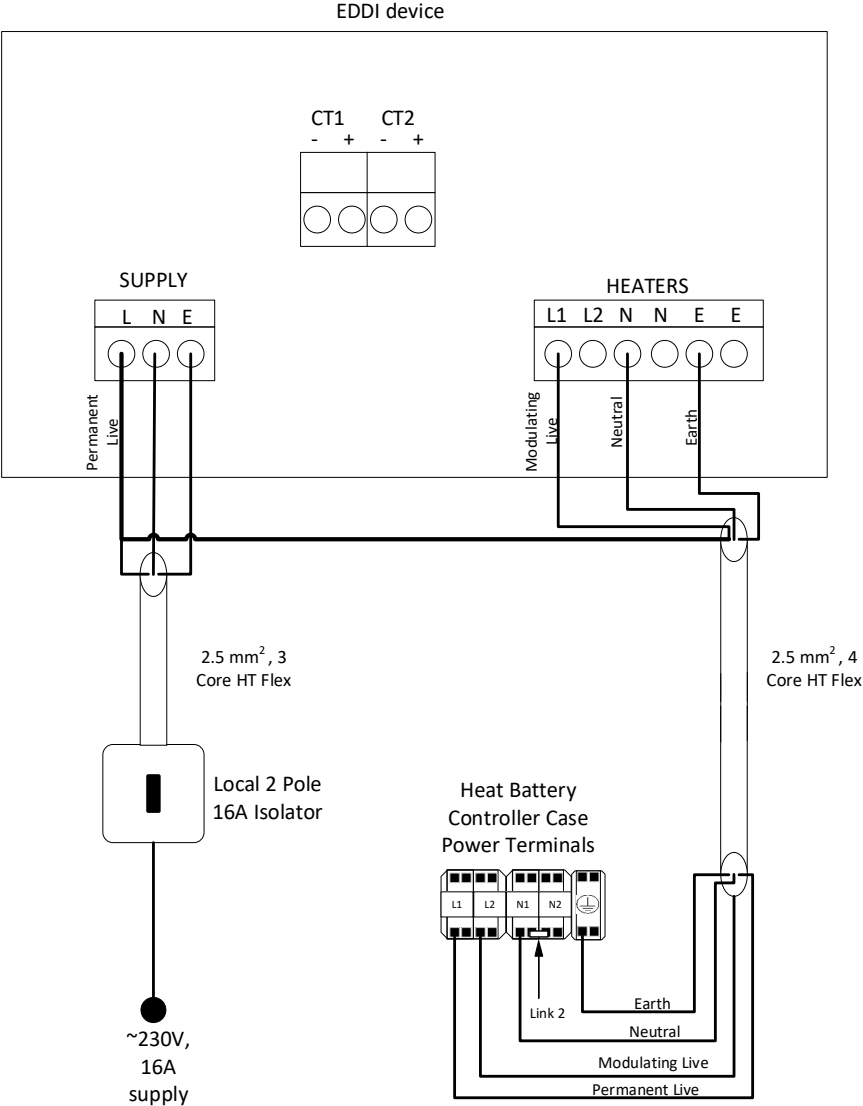 EDDI device
CT1 CT2
- + - +
SUPPLY
L N E
HEATERS
L1 L2 N N E E
Permanent
Live
Modulating
Live
Neutral
Earth
2.5 mm², 3
Core HT Flex
2.5 mm², 4
Core HT Flex
Local 2 Pole
16A Isolator
Heat Battery
Controller Case
Power Terminals
L1 L2 N1 N2
Link 2
Earth
Neutral
Modulating Live
Permanent Live
~230V,
16A
supply